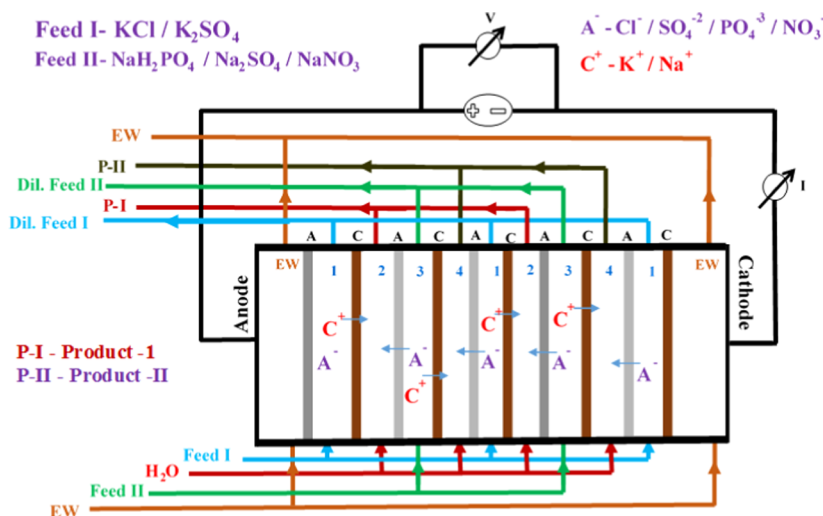 Feed I- KCl / K₂SO₄
Feed II- NaH₂PO₄ / Na₂SO₄ / NaNO₃
V
A⁻ - Cl⁻ / SO₄⁻² / PO₄⁻³ / NO₃⁻
C⁺ - K⁺ / Na⁺
+ −
EW
P-II
Dil. Feed II
P-I
Dil. Feed I
I
A C A C A C A C A C
EW 1 2 3 4 1 2 3 4 1 EW
Anode
Cathode
C⁺ C⁺ C⁺
A⁻ A⁻ A⁻ A⁻ A⁻
C⁺
P-I - Product -1
P-II - Product -II
Feed I
H₂O
Feed II
EW